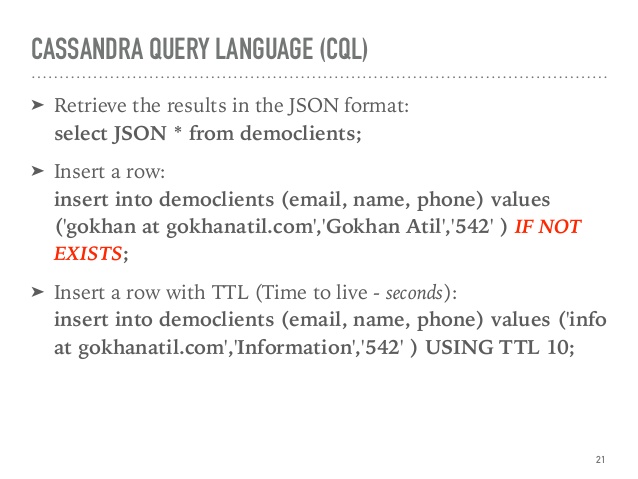 CASSANDRA QUERY LANGUAGE (CQL)
➤ Retrieve the results in the JSON format:
select JSON * from democlients;
➤ Insert a row:
insert into democlients (email, name, phone) values
('gokhan at gokhanatil.com','Gokhan Atil','542' ) IF NOT
EXISTS;
➤ Insert a row with TTL (Time to live - seconds):
insert into democlients (email, name, phone) values ('info
at gokhanatil.com','Information','542' ) USING TTL 10;
21